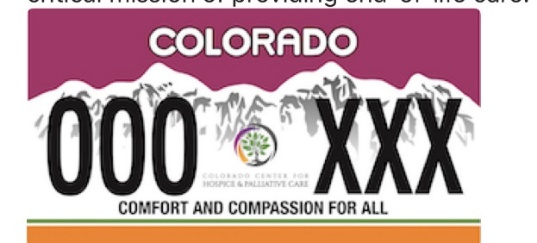 critical mission of providing end-of-life care.
COLORADO
000 XXX
COLORADO CENTER FOR
HOSPICE & PALLIATIVE CARE
COMFORT AND COMPASSION FOR ALL